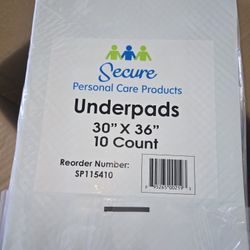 Secure
Personal Care Products
Underpads
30" X 36"
10 Count
Reorder Number:
SP115410